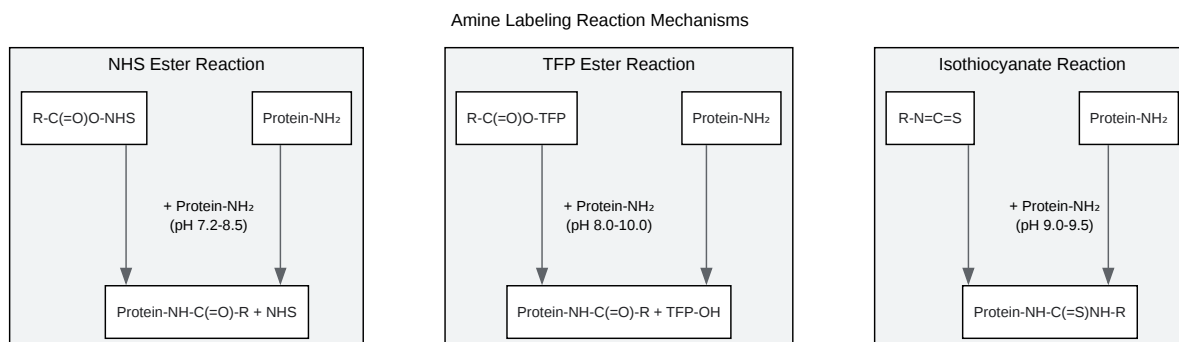 Amine Labeling Reaction Mechanisms
NHS Ester Reaction
R-C(=O)O-NHS
Protein-NH₂
+ Protein-NH₂
(pH 7.2-8.5)
Protein-NH-C(=O)-R + NHS
TFP Ester Reaction
R-C(=O)O-TFP
Protein-NH₂
+ Protein-NH₂
(pH 8.0-10.0)
Protein-NH-C(=O)-R + TFP-OH
Isothiocyanate Reaction
R-N=C=S
Protein-NH₂
+ Protein-NH₂
(pH 9.0-9.5)
Protein-NH-C(=S)NH-R